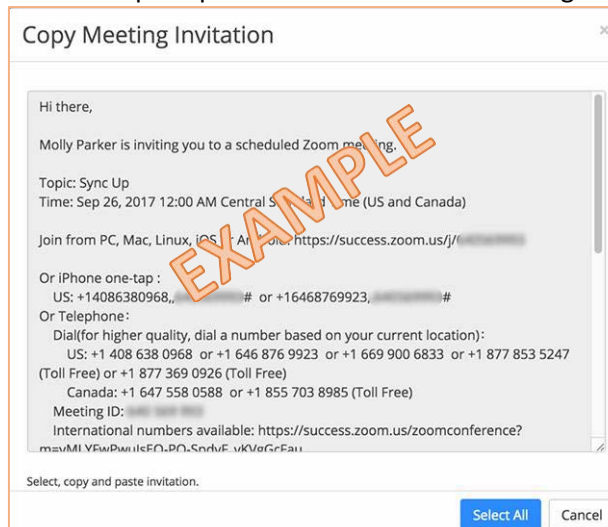 Copy Meeting Invitation
×
Hi there,
Molly Parker is inviting you to a scheduled Zoom meeting.
Topic: Sync Up
Time: Sep 26, 2017 12:00 AM Central Standard Time (US and Canada)
Join from PC, Mac, Linux, iOS or Android: https://success.zoom.us/j/
EXAMPLE
Or iPhone one-tap :
US: +14086380968,, # or +16468769923, #
Or Telephone:
Dial(for higher quality, dial a number based on your current location):
US: +1 408 638 0968 or +1 646 876 9923 or +1 669 900 6833 or +1 877 853 5247
(Toll Free) or +1 877 369 0926 (Toll Free)
Canada: +1 647 558 0588 or +1 855 703 8985 (Toll Free)
Meeting ID:
International numbers available: https://success.zoom.us/zoomconference?
Select, copy and paste invitation.
Select All
Cancel